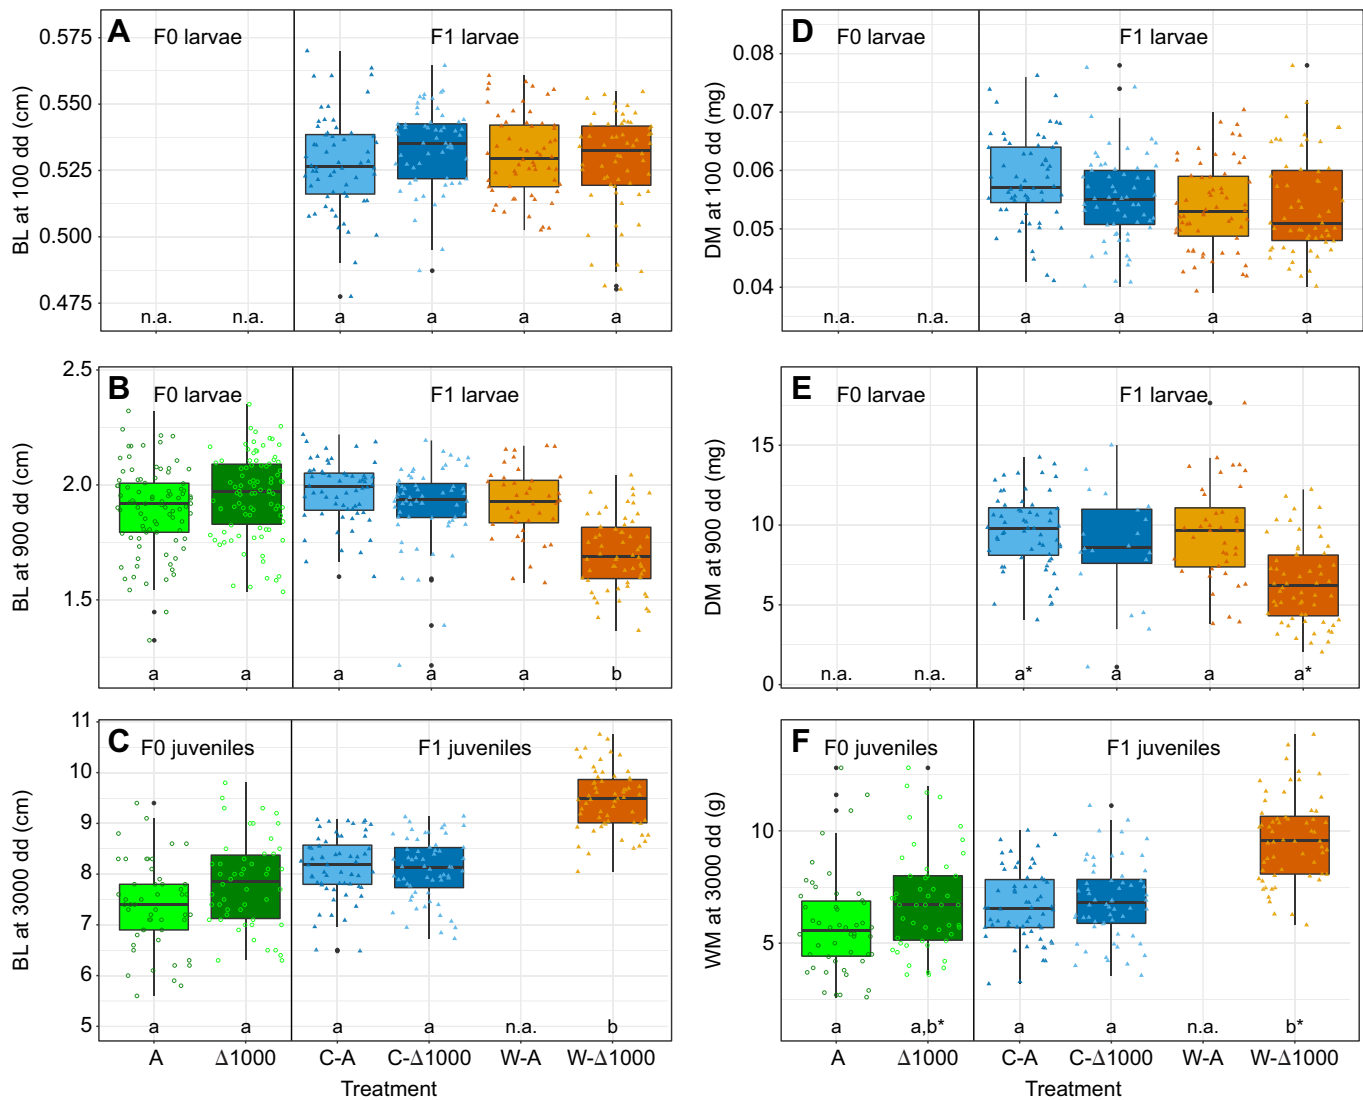 A F0 larvae F1 larvae
BL at 100 dd (cm)
0.575
0.550
0.525
0.500
0.475
n.a. n.a. a a a a
D F0 larvae F1 larvae
DM at 100 dd (mg)
0.08
0.07
0.06
0.05
0.04
n.a. n.a. a a a a
B F0 larvae F1 larvae
BL at 900 dd (cm)
2.5
2.0
1.5
a a a a a b
E F0 larvae F1 larvae
DM at 900 dd (mg)
15
10
5
0
n.a. n.a. a* a a a*
C F0 juveniles F1 juveniles
BL at 3000 dd (cm)
11
10
9
8
7
6
5
a a a a n.a. b
A Δ1000 C-A C-Δ1000 W-A W-Δ1000
Treatment
F F0 juveniles F1 juveniles
WM at 3000 dd (g)
10
5
a a,b* a a n.a. b*
A Δ1000 C-A C-Δ1000 W-A W-Δ1000
Treatment